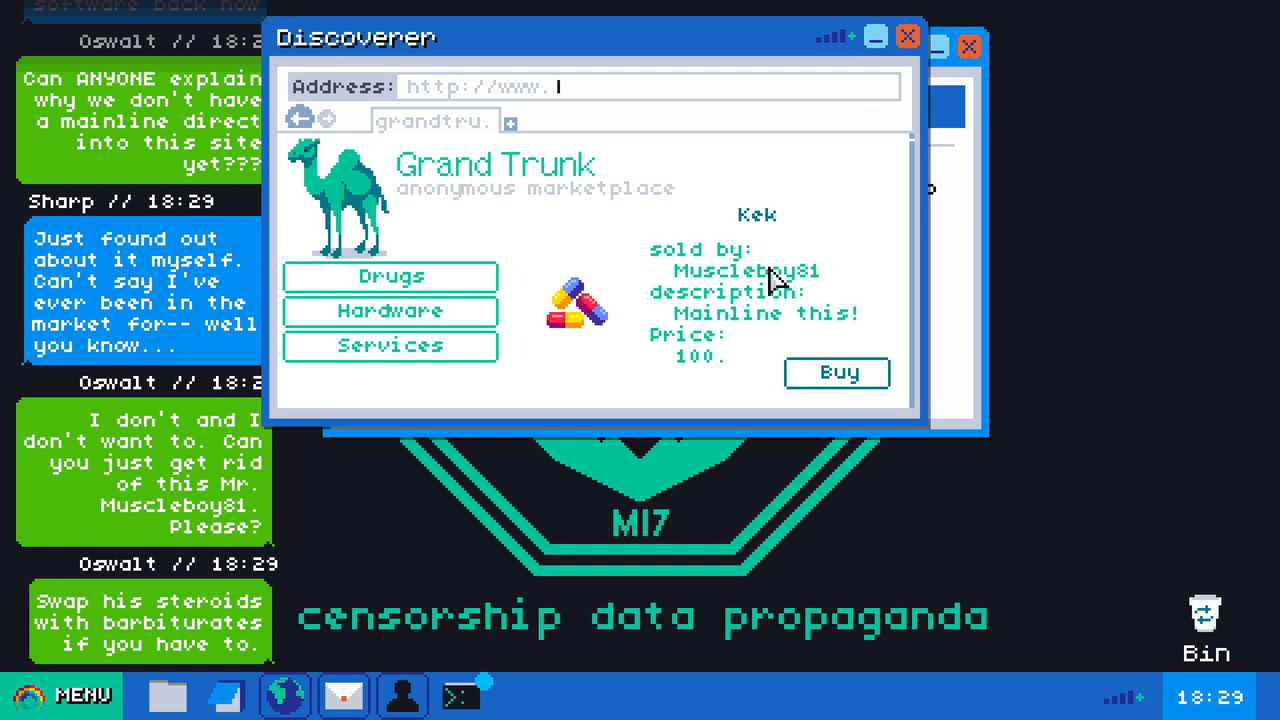 software back now
Oswalt // 18:2
Can ANYONE explain
why we don't have
a mainline direct
into this site
yet???
Sharp // 18:29
Just found out
about it myself.
Can't say I've
ever been in the
market for-- well
you know...
Oswalt // 18:2
I don't and I
don't want to. Can
you just get rid
of this Mr.
Muscleboy81.
Please?
Oswalt // 18:29
Swap his steroids
with barbiturates
if you have to.
Discoverer
Address: http://www.
grandtru.
Grand Trunk
anonymous marketplace
Drugs
Hardware
Services
Kek
sold by:
Muscleboy81
description:
Mainline this!
Price:
100.
Buy
MI7
censorship data propaganda
Bin
MENU
18:29